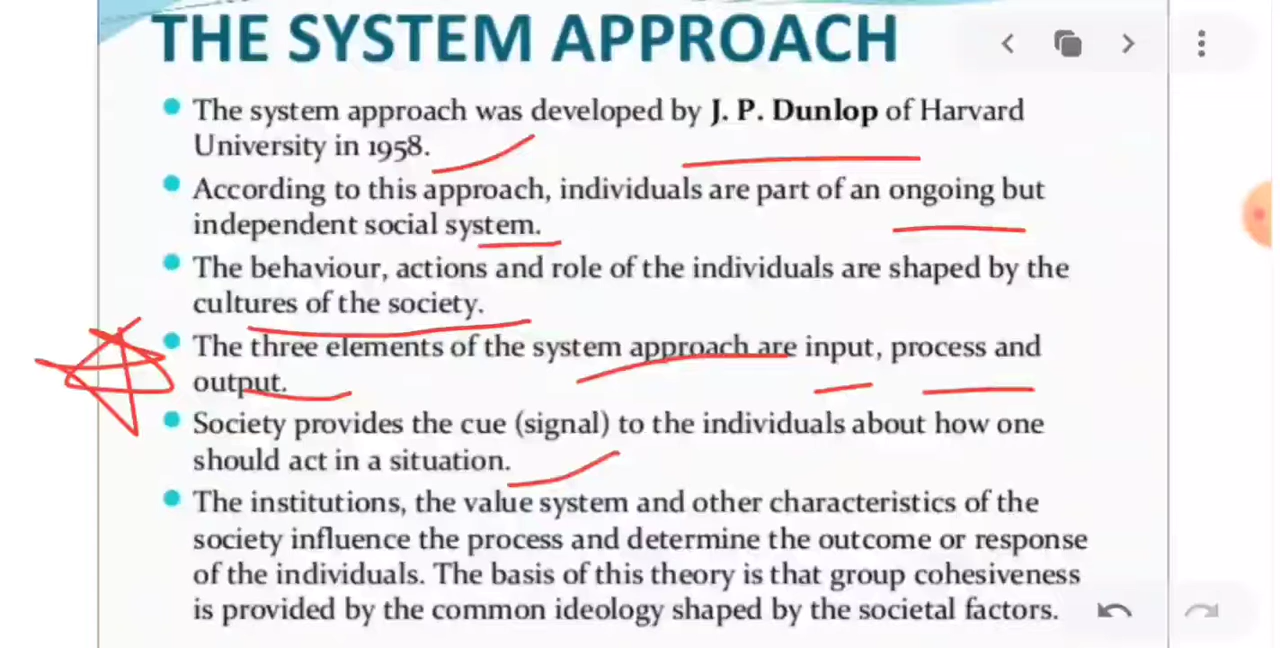 THE SYSTEM APPROACH
The system approach was developed by J. P. Dunlop of Harvard
University in 1958.
According to this approach, individuals are part of an ongoing but
independent social system.
The behaviour, actions and role of the individuals are shaped by the
cultures of the society.
The three elements of the system approach are input, process and
output.
Society provides the cue (signal) to the individuals about how one
should act in a situation.
The institutions, the value system and other characteristics of the
society influence the process and determine the outcome or response
of the individuals. The basis of this theory is that group cohesiveness
is provided by the common ideology shaped by the societal factors.